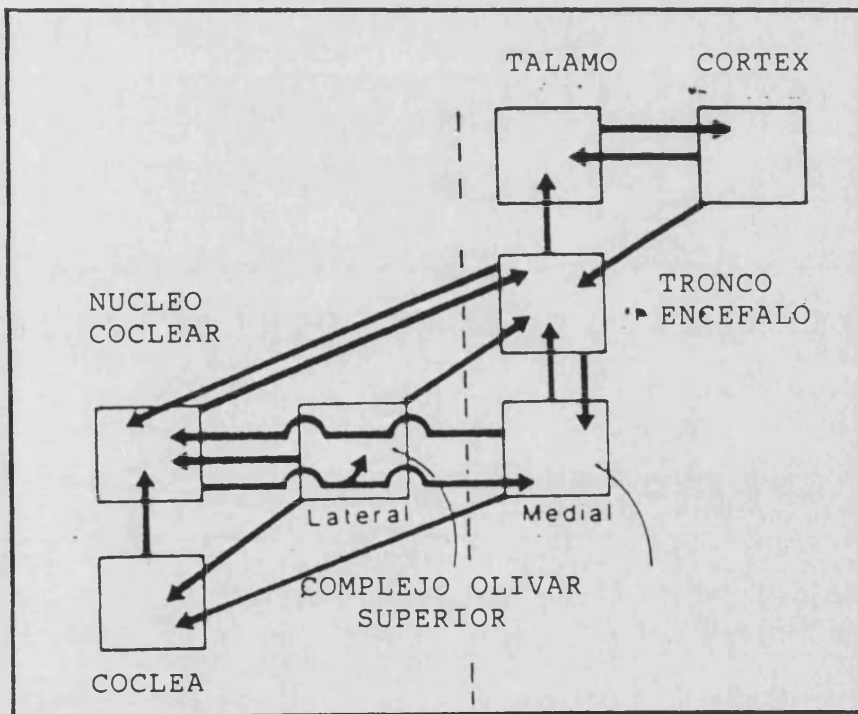 TALAMO
CORTEX
NUCLEO
COCLEAR
TRONCO
ENCEFALO
Lateral
Medial
COMPLEJO OLIVAR
SUPERIOR
COCLEA